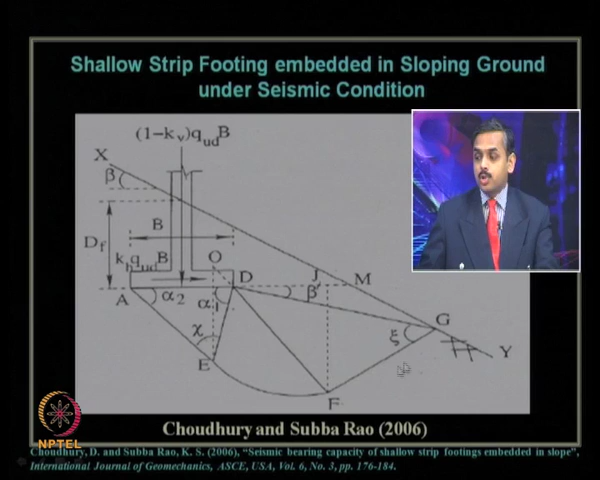 Shallow Strip Footing embedded in Sloping Ground
under Seismic Condition
(1-kv)qudB
X
β
B
Df
khqudB
O
D
J
M
A
α2
α1
β'
G
χ
ξ
Y
E
F
Choudhury and Subba Rao (2006)
NPTEL
Choudhury, D. and Subba Rao, K. S. (2006), "Seismic bearing capacity of shallow strip footings embedded in slope",
International Journal of Geomechanics, ASCE, USA, Vol. 6, No. 3, pp. 176-184.